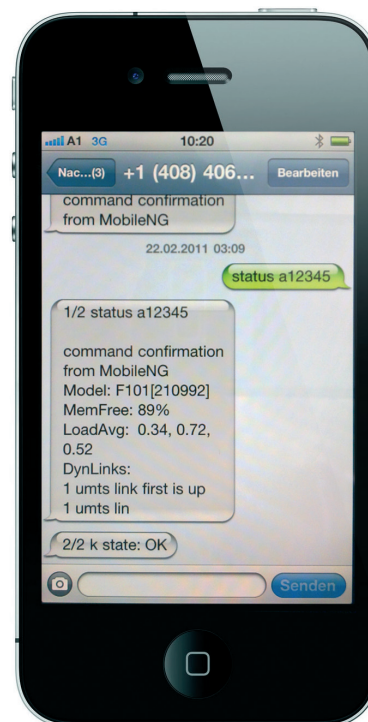 A1 3G 10:20
Nac...(3) +1 (408) 406... Bearbeiten
command confirmation
from MobileNG
22.02.2011 03:09
status a12345
1/2 status a12345
command confirmation
from MobileNG
Model: F101[210992]
MemFree: 89%
LoadAvg: 0.34, 0.72,
0.52
DynLinks:
1 umts link first is up
1 umts lin
2/2 k state: OK
Senden